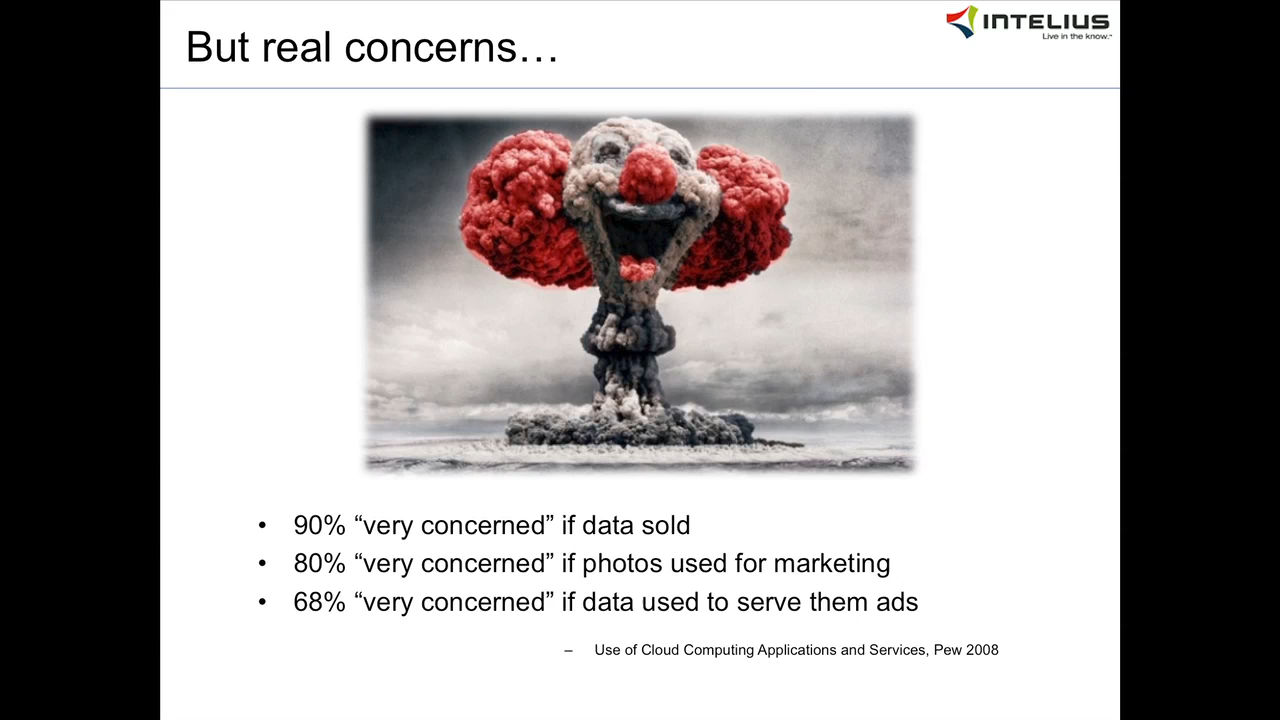 But real concerns…
INTELIUS
Live in the know.™
• 90% “very concerned” if data sold
• 80% “very concerned” if photos used for marketing
• 68% “very concerned” if data used to serve them ads
– Use of Cloud Computing Applications and Services, Pew 2008